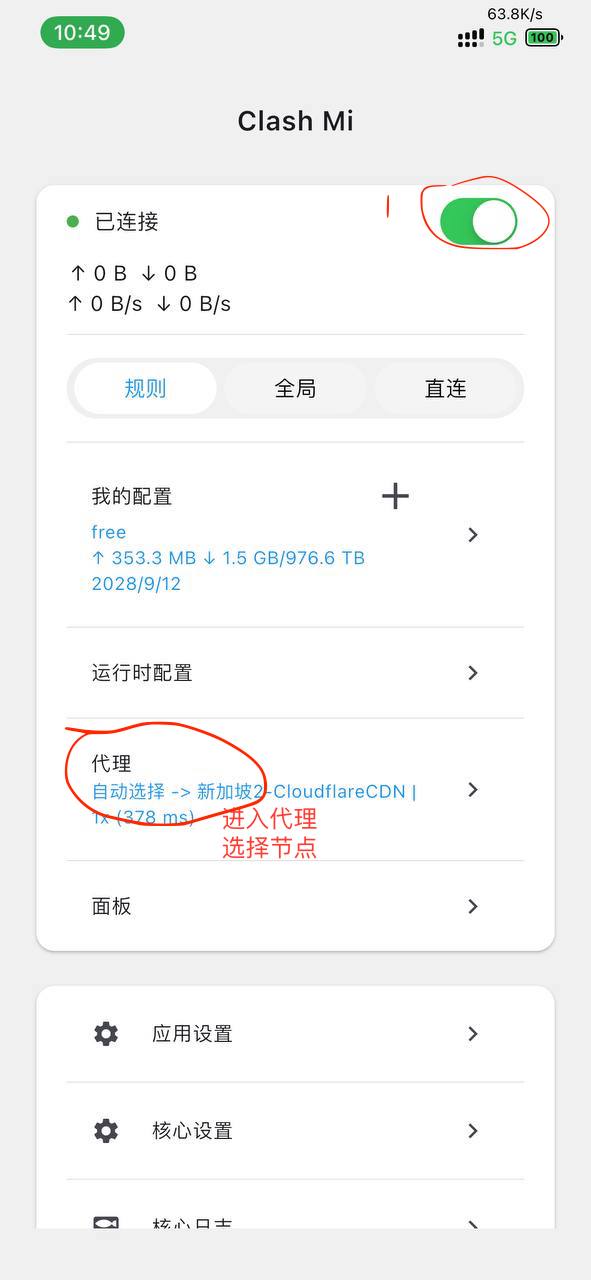 63.8K/s
10:49
5G 100
Clash Mi
已连接
↑ 0 B ↓ 0 B
↑ 0 B/s ↓ 0 B/s
规则 全局 直连
我的配置
free
↑ 353.3 MB ↓ 1.5 GB/976.6 TB
2028/9/12
运行时配置
代理
自动选择 -> 新加坡2-CloudflareCDN |
1x (378 ms)
进入代理
选择节点
面板
应用设置
核心设置
核心日志